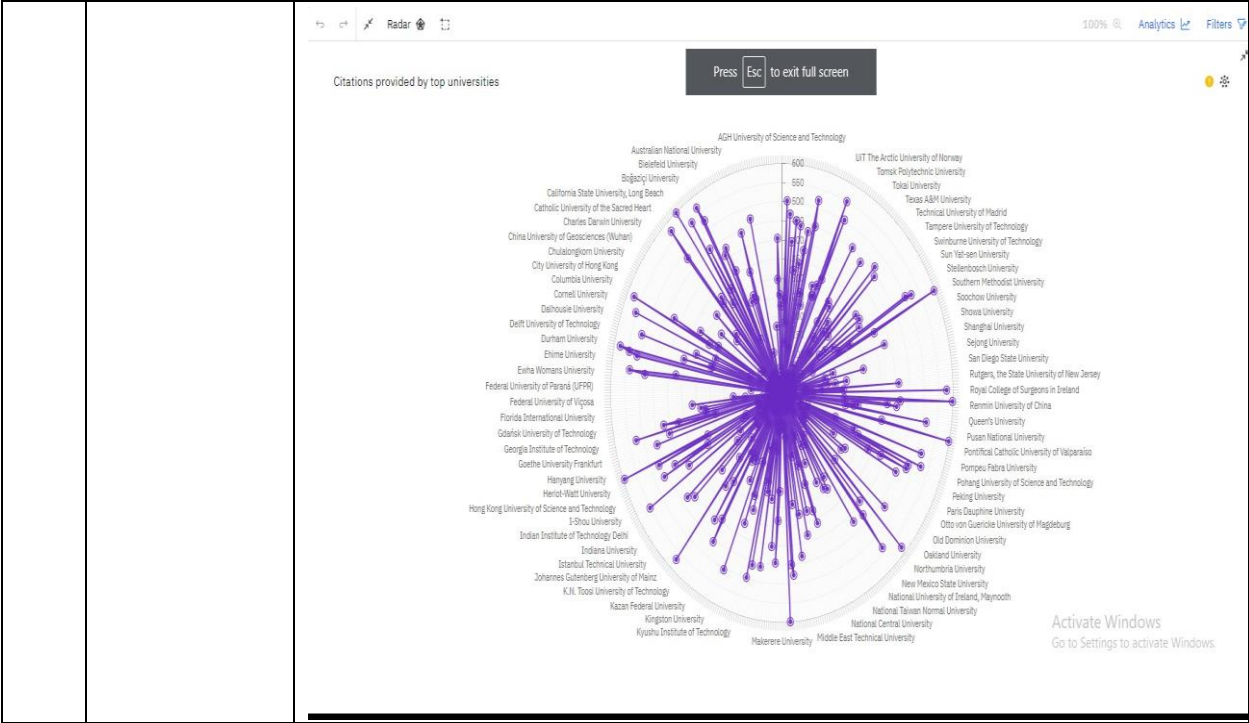 Radar
100%
Analytics
Filters
Press Esc to exit full screen
Citations provided by top universities
AGH University of Science and Technology
Australian National University
Bielefeld University
Boğaziçi University
California State University, Long Beach
Catholic University of the Sacred Heart
Charles Darwin University
China University of Geosciences (Wuhan)
Chulalongkorn University
City University of Hong Kong
Columbia University
Cornell University
Dalhousie University
Delft University of Technology
Durham University
Ehime University
Ewha Womans University
Federal University of Paraná (UFPR)
Federal University of Viçosa
Florida International University
Gdańsk University of Technology
Georgia Institute of Technology
Goethe University Frankfurt
Hanyang University
Heriot-Watt University
Hong Kong University of Science and Technology
I-Shou University
Indian Institute of Technology Delhi
Indiana University
Istanbul Technical University
Johannes Gutenberg University of Mainz
K.N. Toosi University of Technology
Kazan Federal University
Kingston University
Kyushu Institute of Technology
Makerere University
600
550
500
UiT The Arctic University of Norway
Tomsk Polytechnic University
Tokai University
Texas A&M University
Technical University of Madrid
Tampere University of Technology
Swinburne University of Technology
Sun Yat-sen University
Stellenbosch University
Southern Methodist University
Soochow University
Showa University
Shanghai University
Sejong University
San Diego State University
Rutgers, the State University of New Jersey
Royal College of Surgeons in Ireland
Renmin University of China
Queen's University
Pusan National University
Pontifical Catholic University of Valparaíso
Pompeu Fabra University
Pohang University of Science and Technology
Peking University
Paris Dauphine University
Otto von Guericke University of Magdeburg
Old Dominion University
Oakland University
Northumbria University
New Mexico State University
National University of Ireland, Maynooth
National Taiwan Normal University
National Central University
Middle East Technical University
Activate Windows
Go to Settings to activate Windows.